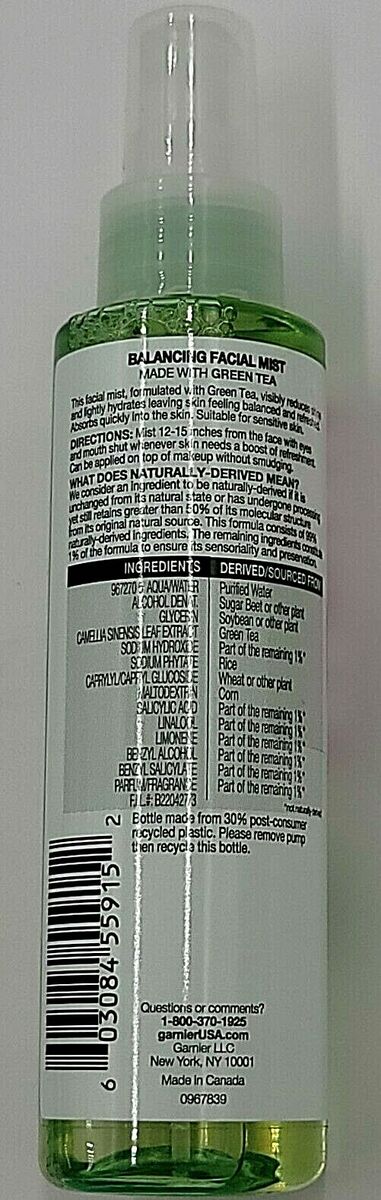 BALANCING FACIAL MIST
MADE WITH GREEN TEA
This facial mist, formulated with Green Tea, visibly reduces
and lightly hydrates leaving skin feeling balanced and
Absorbs quickly into the skin. Suitable for sensitive skin.
DIRECTIONS: Mist 12-15 inches from the face with eyes
and mouth shut whenever skin needs a boost of refreshment.
Can be applied on top of makeup without smudging.
WHAT DOES NATURALLY-DERIVED MEAN?
We consider an ingredient to be naturally-derived if it is
unchanged from its natural state or has undergone processing
yet still retains greater than 50% of its molecular structure
from its original natural source. This formula consists of 99%
naturally-derived ingredients. The remaining ingredients
1% of the formula to ensure its sensoriality and preservation.
INGREDIENTS DERIVED/SOURCED FROM
967270 AQUA/WATER Purified Water
ALCOHOL DENAT. Sugar Beet or other plant
GLYCERIN Soybean or other plant
CAMELLIA SINENSIS LEAF EXTRACT Green Tea
SODIUM HYDROXIDE Part of the remaining 1%*
SODIUM PHYTATE Rice
CAPRYLYL/CAPRYL GLUCOSIDE Wheat or other plant
MALTODEXTRIN Corn
SALICYLIC ACID Part of the remaining 1%*
LINALOOL Part of the remaining 1%*
LIMONENE Part of the remaining 1%*
BENZYL ALCOHOL Part of the remaining 1%*
BENZYL SALICYLATE Part of the remaining 1%*
PARFUM/FRAGRANCE Part of the remaining 1%*
F.I.L.#: B220427/3
*not naturally derived
Bottle made from 30% post-consumer
recycled plastic. Please remove pump
then recycle this bottle.
6 03084 55915 2
Questions or comments?
1-800-370-1925
garnierUSA.com
Garnier LLC
New York, NY 10001
Made in Canada
0967839